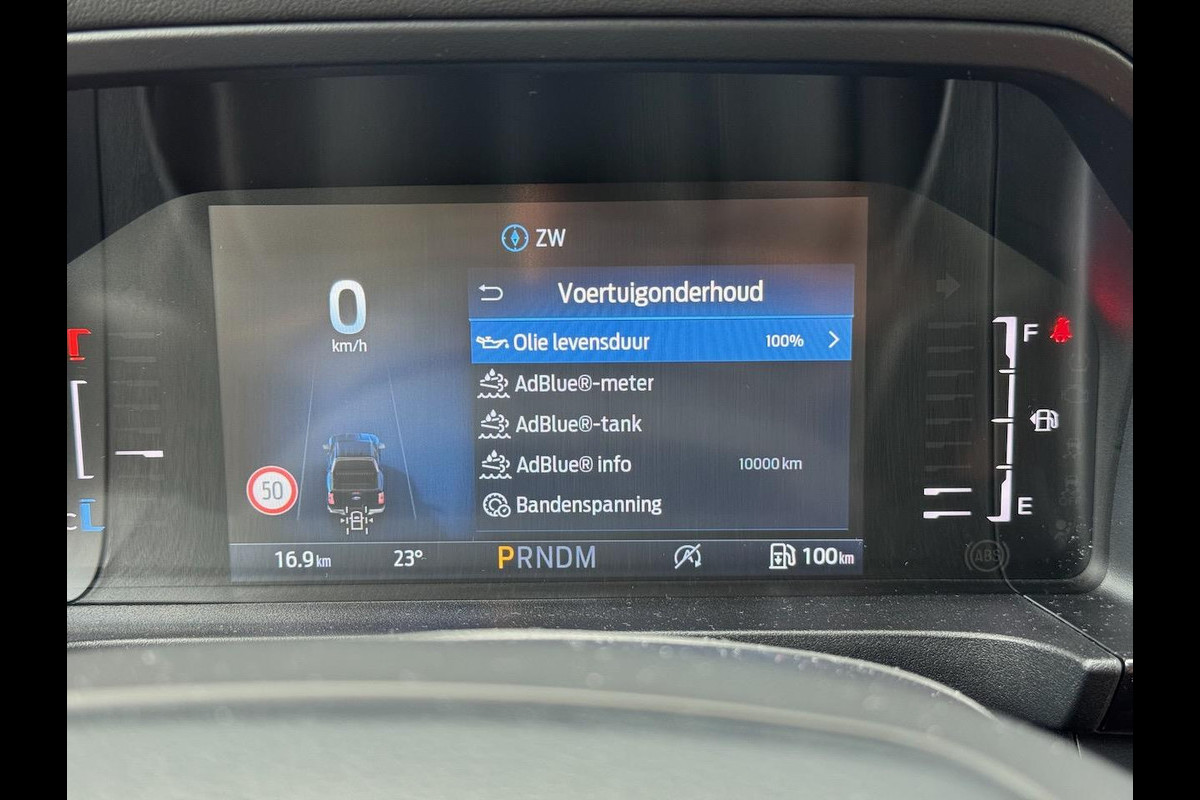 ZW
0
km/h
Voertuigonderhoud
Olie levensduur 100%
AdBlue®-meter
AdBlue®-tank
AdBlue® info 10000 km
Bandenspanning
50
16.9 km 23° PRNDM 100 km
F
E
C
ABS